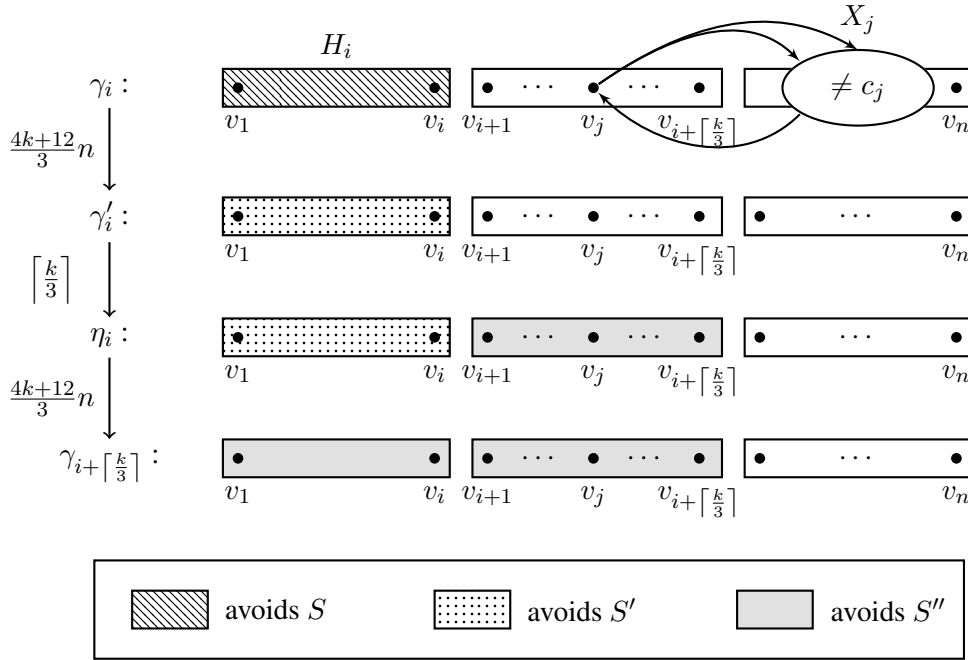 H_i X_j
γ_i : · · · · · · ≠ c_j
v_1 v_i v_{i+1} v_j v_{i+⌈k/3⌉} v_n
(4k+12)/3 n
γ'_i : · · · · · · · · ·
v_1 v_i v_{i+1} v_j v_{i+⌈k/3⌉} v_n
⌈k/3⌉
η_i : · · · · · · · · ·
v_1 v_i v_{i+1} v_j v_{i+⌈k/3⌉} v_n
(4k+12)/3 n
γ_{i+⌈k/3⌉} : · · · · · · · · ·
v_1 v_i v_{i+1} v_j v_{i+⌈k/3⌉} v_n
avoids S avoids S' avoids S''